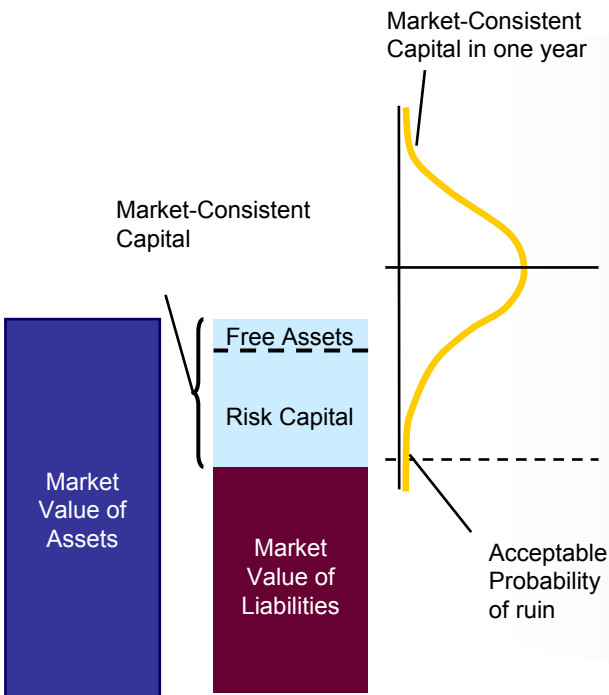 Market-Consistent
Capital in one year
Market-Consistent
Capital
Free Assets
Risk Capital
Market
Value of
Assets
Market
Value of
Liabilities
Acceptable
Probability
of ruin